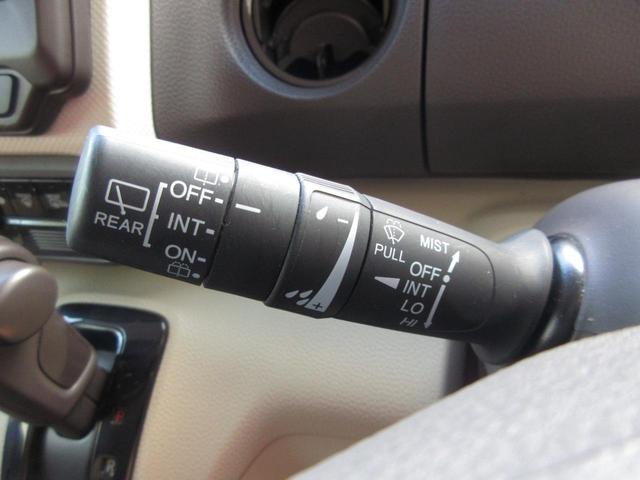 REAR
OFF
INT
ON
PULL
MIST
OFF
INT
LO
HI